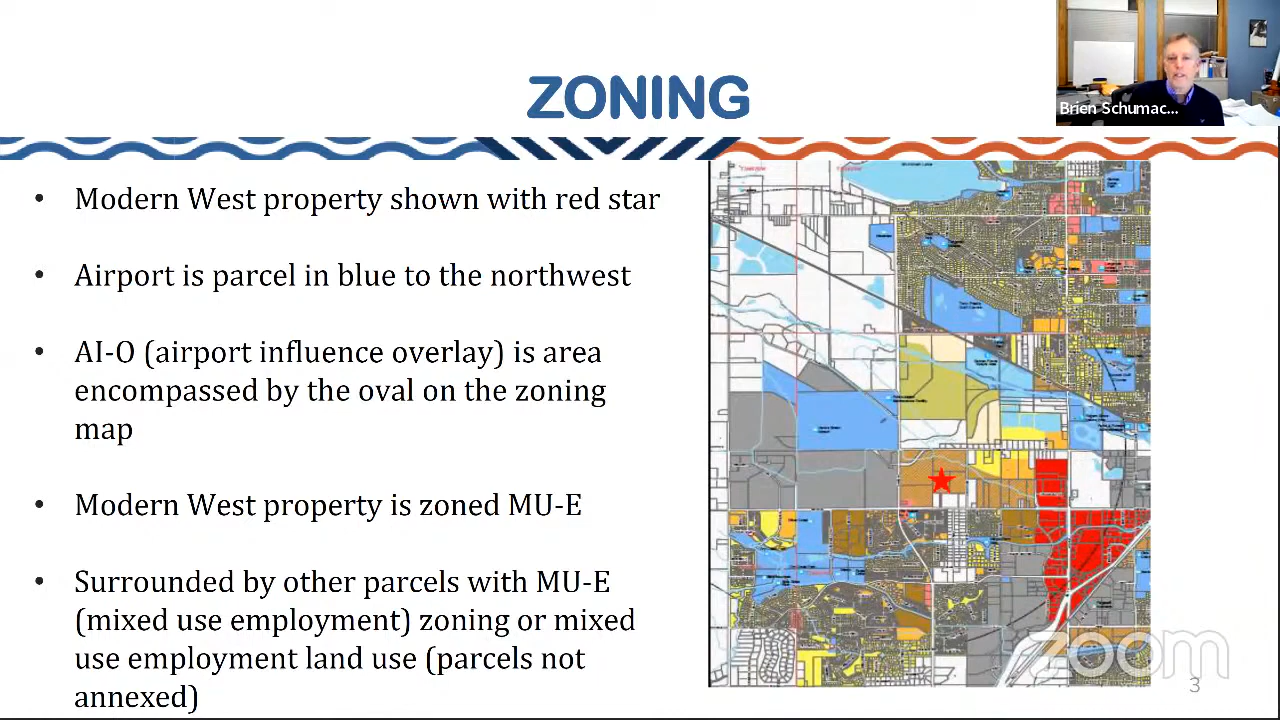 ZONING
Brien Schumac...
• Modern West property shown with red star
• Airport is parcel in blue to the northwest
• AI-O (airport influence overlay) is area
encompassed by the oval on the zoning
map
• Modern West property is zoned MU-E
• Surrounded by other parcels with MU-E
(mixed use employment) zoning or mixed
use employment land use (parcels not
annexed)
zoom
3